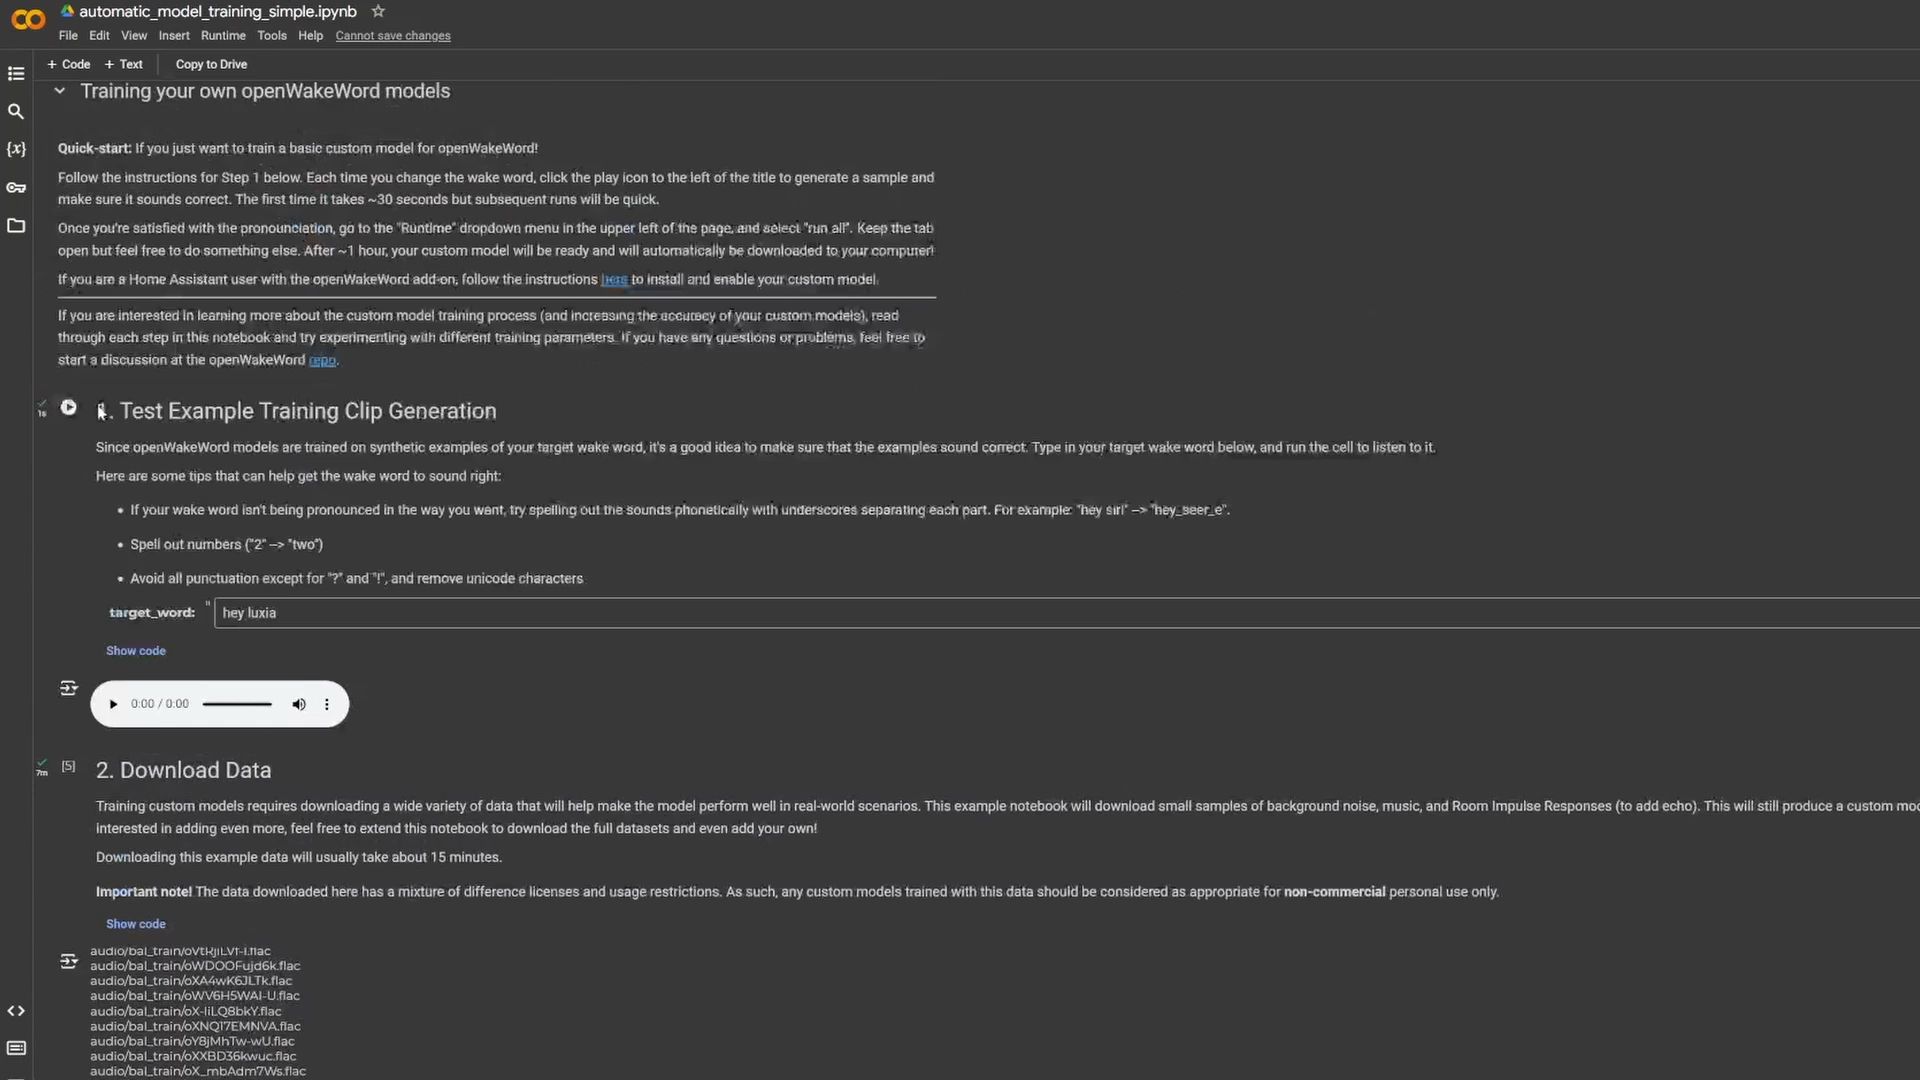 automatic_model_training_simple.ipynb
File Edit View Insert Runtime Tools Help Cannot save changes
+ Code + Text Copy to Drive
Training your own openWakeWord models
Quick-start: If you just want to train a basic custom model for openWakeWord!
Follow the instructions for Step 1 below. Each time you change the wake word, click the play icon to the left of the title to generate a sample and
make sure it sounds correct. The first time it takes ~30 seconds but subsequent runs will be quick.
Once you're satisfied with the pronounciation, go to the "Runtime" dropdown menu in the upper left of the page, and select "run all". Keep the tab
open but feel free to do something else. After ~1 hour, your custom model will be ready and will automatically be downloaded to your computer!
If you are a Home Assistant user with the openWakeWord add-on, follow the instructions here to install and enable your custom model.
If you are interested in learning more about the custom model training process (and increasing the accuracy of your custom models), read
through each step in this notebook and try experimenting with different training parameters. If you have any questions or problems, feel free to
start a discussion at the openWakeWord repo.
1s
1. Test Example Training Clip Generation
Since openWakeWord models are trained on synthetic examples of your target wake word, it's a good idea to make sure that the examples sound correct. Type in your target wake word below, and run the cell to listen to it.
Here are some tips that can help get the wake word to sound right:
• If your wake word isn't being pronounced in the way you want, try spelling out the sounds phonetically with underscores separating each part. For example: "hey siri" --> "hey_seer_e".
• Spell out numbers ("2" --> "two")
• Avoid all punctuation except for "?" and "!", and remove unicode characters
target_word: " hey luxia
Show code
0:00 / 0:00
7m [5] 2. Download Data
Training custom models requires downloading a wide variety of data that will help make the model perform well in real-world scenarios. This example notebook will download small samples of background noise, music, and Room Impulse Responses (to add echo). This will still produce a custom mo
interested in adding even more, feel free to extend this notebook to download the full datasets and even add your own!
Downloading this example data will usually take about 15 minutes.
Important note! The data downloaded here has a mixture of difference licenses and usage restrictions. As such, any custom models trained with this data should be considered as appropriate for non-commercial personal use only.
Show code
audio/bal_train/oVtRjiLVf-I.flac
audio/bal_train/oWDOOFujd6k.flac
audio/bal_train/oXA4wK6JLTk.flac
audio/bal_train/oWV6H5WAI-U.flac
audio/bal_train/oX-IiLQ8bkY.flac
audio/bal_train/oXNQ17EMNVA.flac
audio/bal_train/oY8jMhTw-wU.flac
audio/bal_train/oXXBD36kwuc.flac
audio/bal_train/oX_mbAdm7Ws.flac